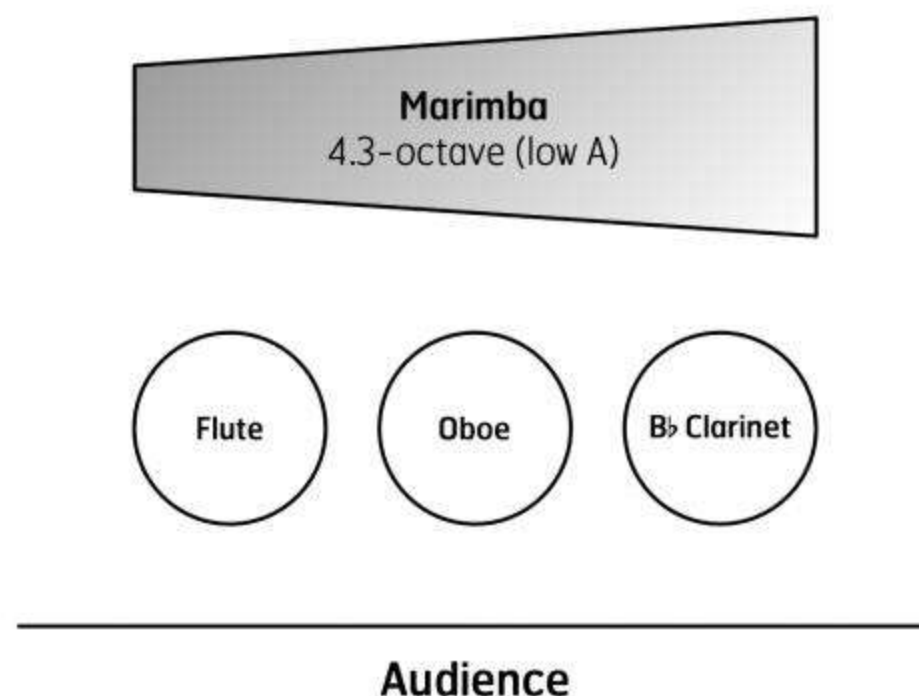 Marimba
4.3-octave (low A)
Flute
Oboe
B♭ Clarinet
Audience